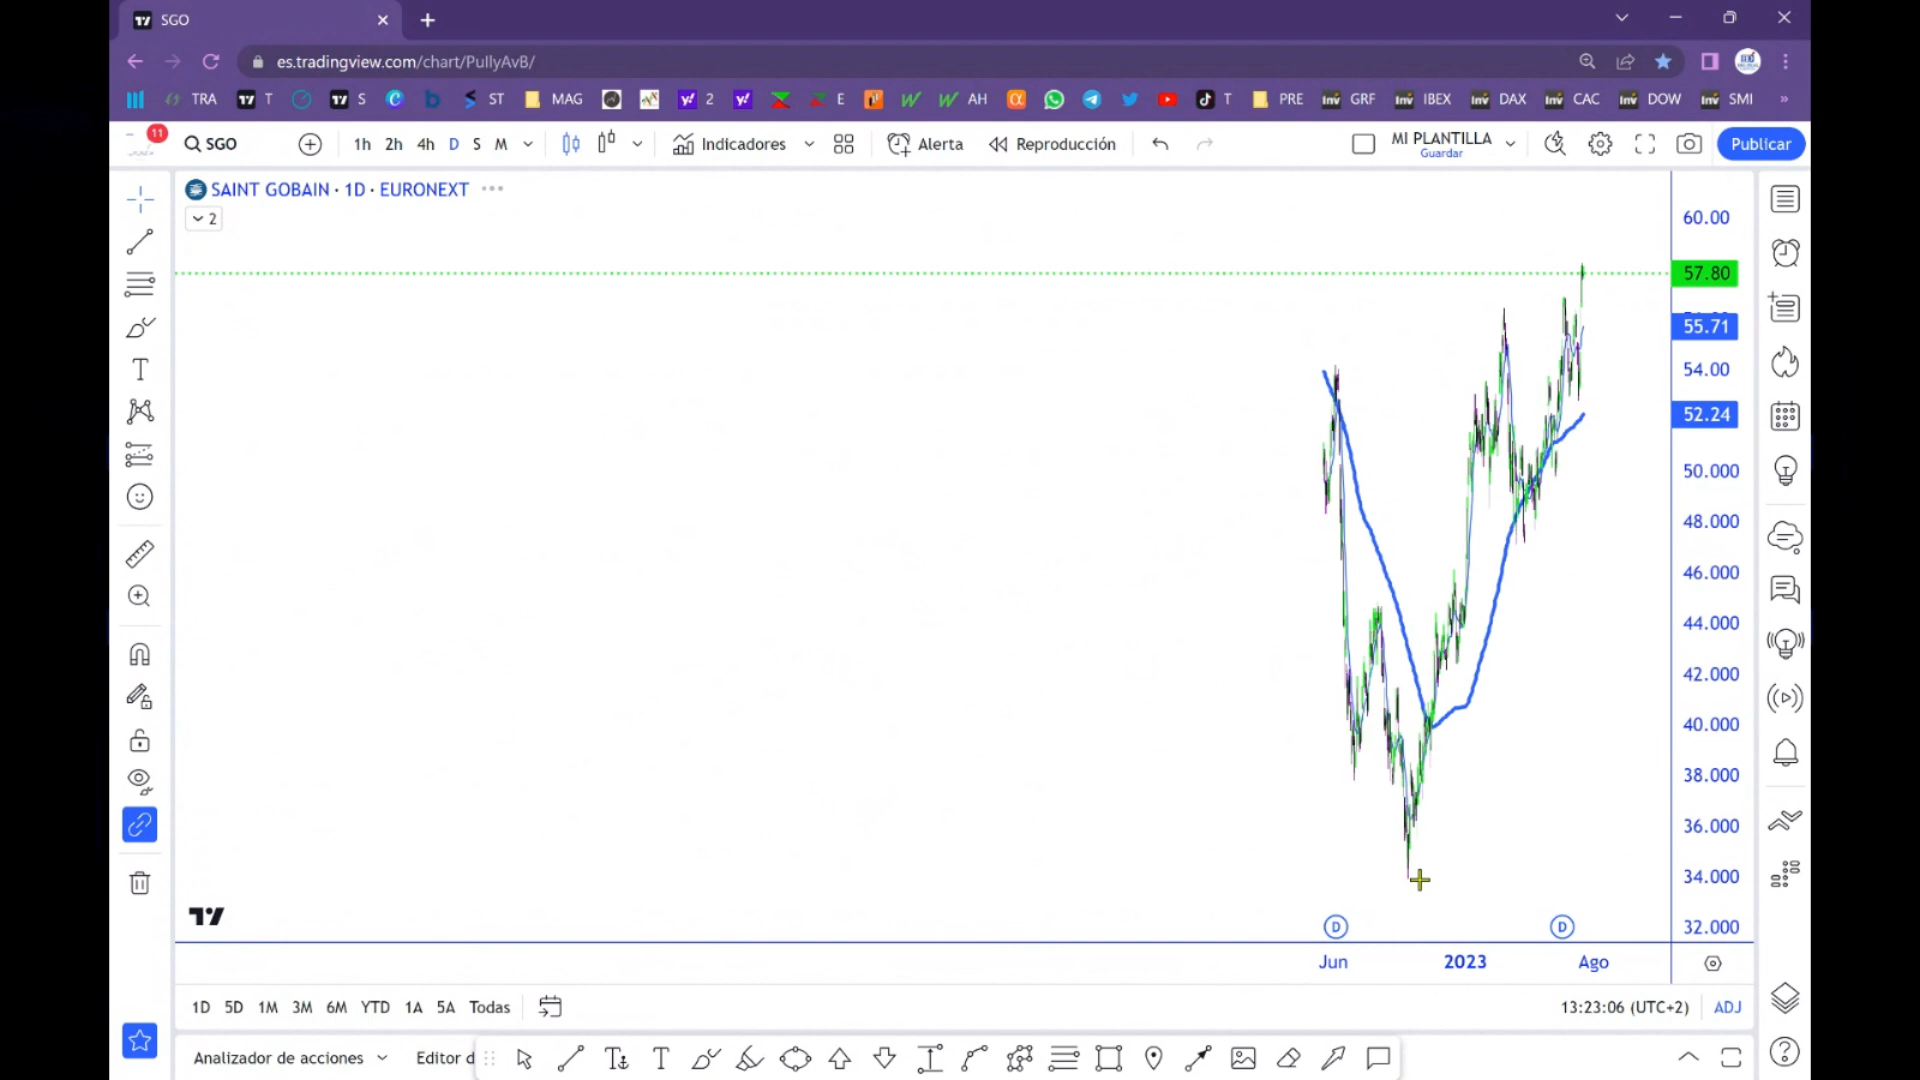 SGO
es.tradingview.com/chart/PullyAvB/
TRA T S ST MAG 2 E AH T PRE GRF IBEX DAX CAC DOW SMI »
11 SGO 1h 2h 4h D S M Indicadores Alerta Reproducción MI PLANTILLA Publicar
Guardar
SAINT GOBAIN · 1D · EURONEXT
2
60.00
57.80
55.71
54.00
52.24
50.000
48.000
46.000
44.000
42.000
40.000
38.000
36.000
34.000
32.000
D D
Jun 2023 Ago
1D 5D 1M 3M 6M YTD 1A 5A Todas 13:23:06 (UTC+2) ADJ
Analizador de acciones Editor d